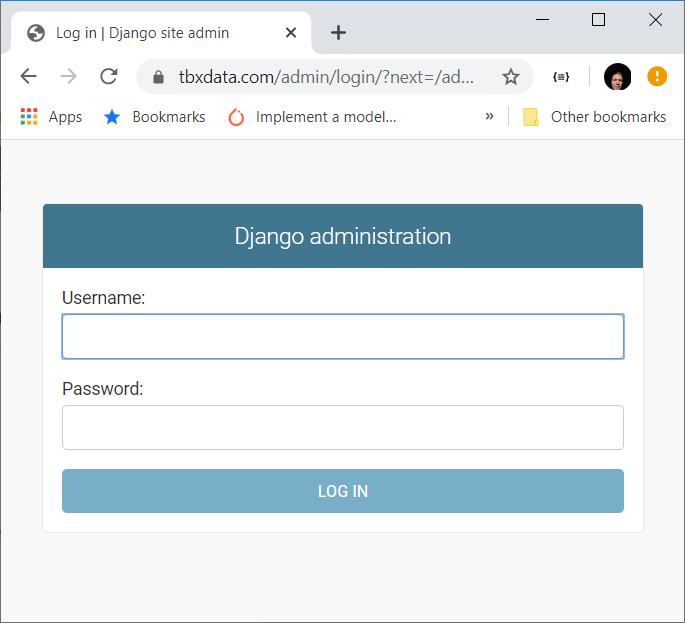 Log in | Django site admin
tbxdata.com/admin/login/?next=/ad...
Apps Bookmarks Implement a model... » Other bookmarks
Django administration
Username:
Password:
LOG IN